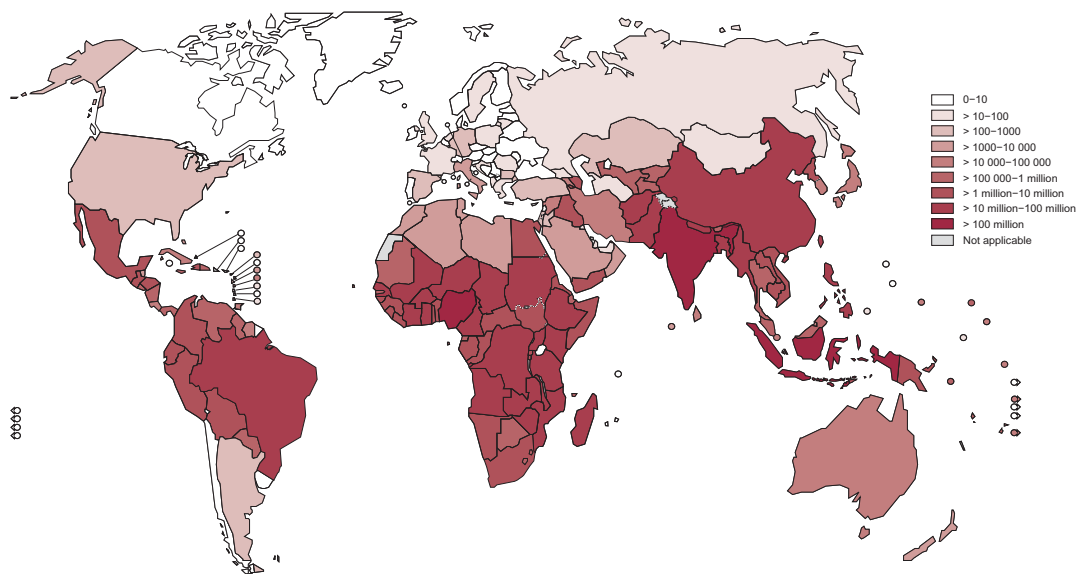 0–10
> 10–100
> 100–1000
> 1000–10 000
> 10 000–100 000
> 100 000–1 million
> 1 million–10 million
> 10 million–100 million
> 100 million
Not applicable